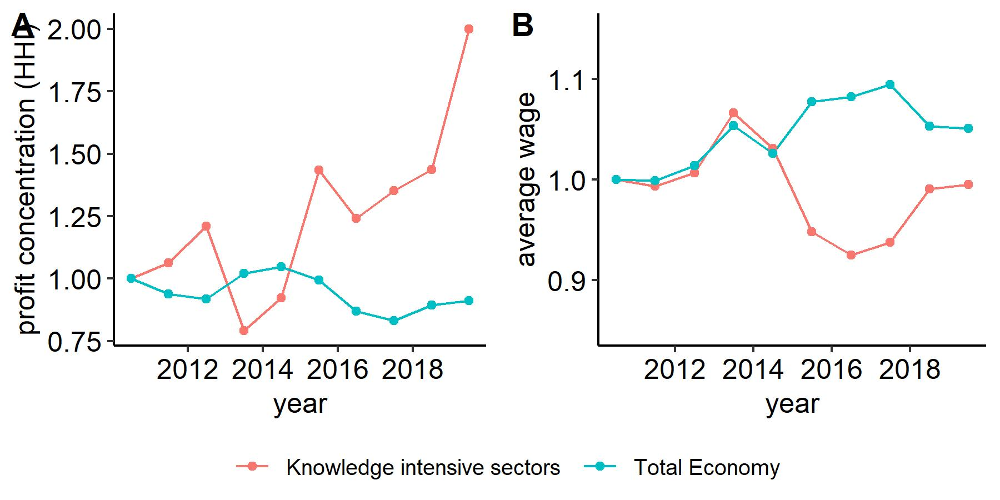 A
profit concentration (HHI)
2.00
1.75
1.50
1.25
1.00
0.75
2012 2014 2016 2018
year
B
average wage
1.1
1.0
0.9
2012 2014 2016 2018
year
Knowledge intensive sectors Total Economy